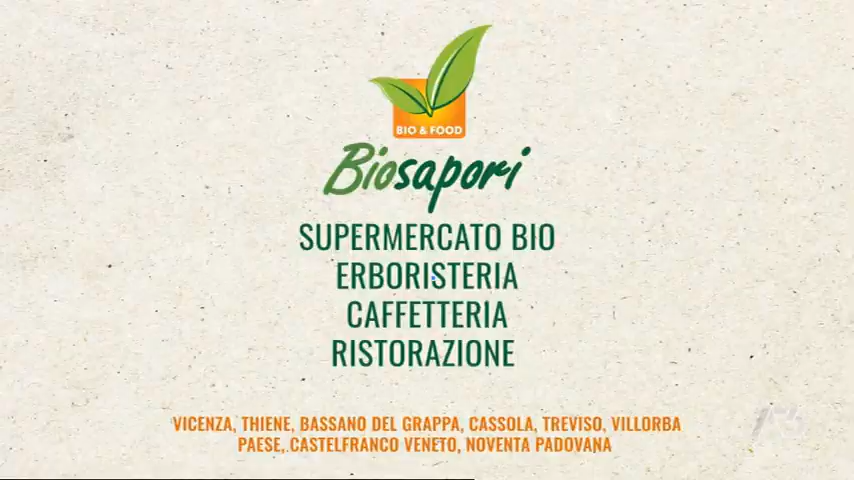 BIO & FOOD
Biosapori
SUPERMERCATO BIO
ERBORISTERIA
CAFFETTERIA
RISTORAZIONE
VICENZA, THIENE, BASSANO DEL GRAPPA, CASSOLA, TREVISO, VILLORBA
PAESE, CASTELFRANCO VENETO, NOVENTA PADOVANA